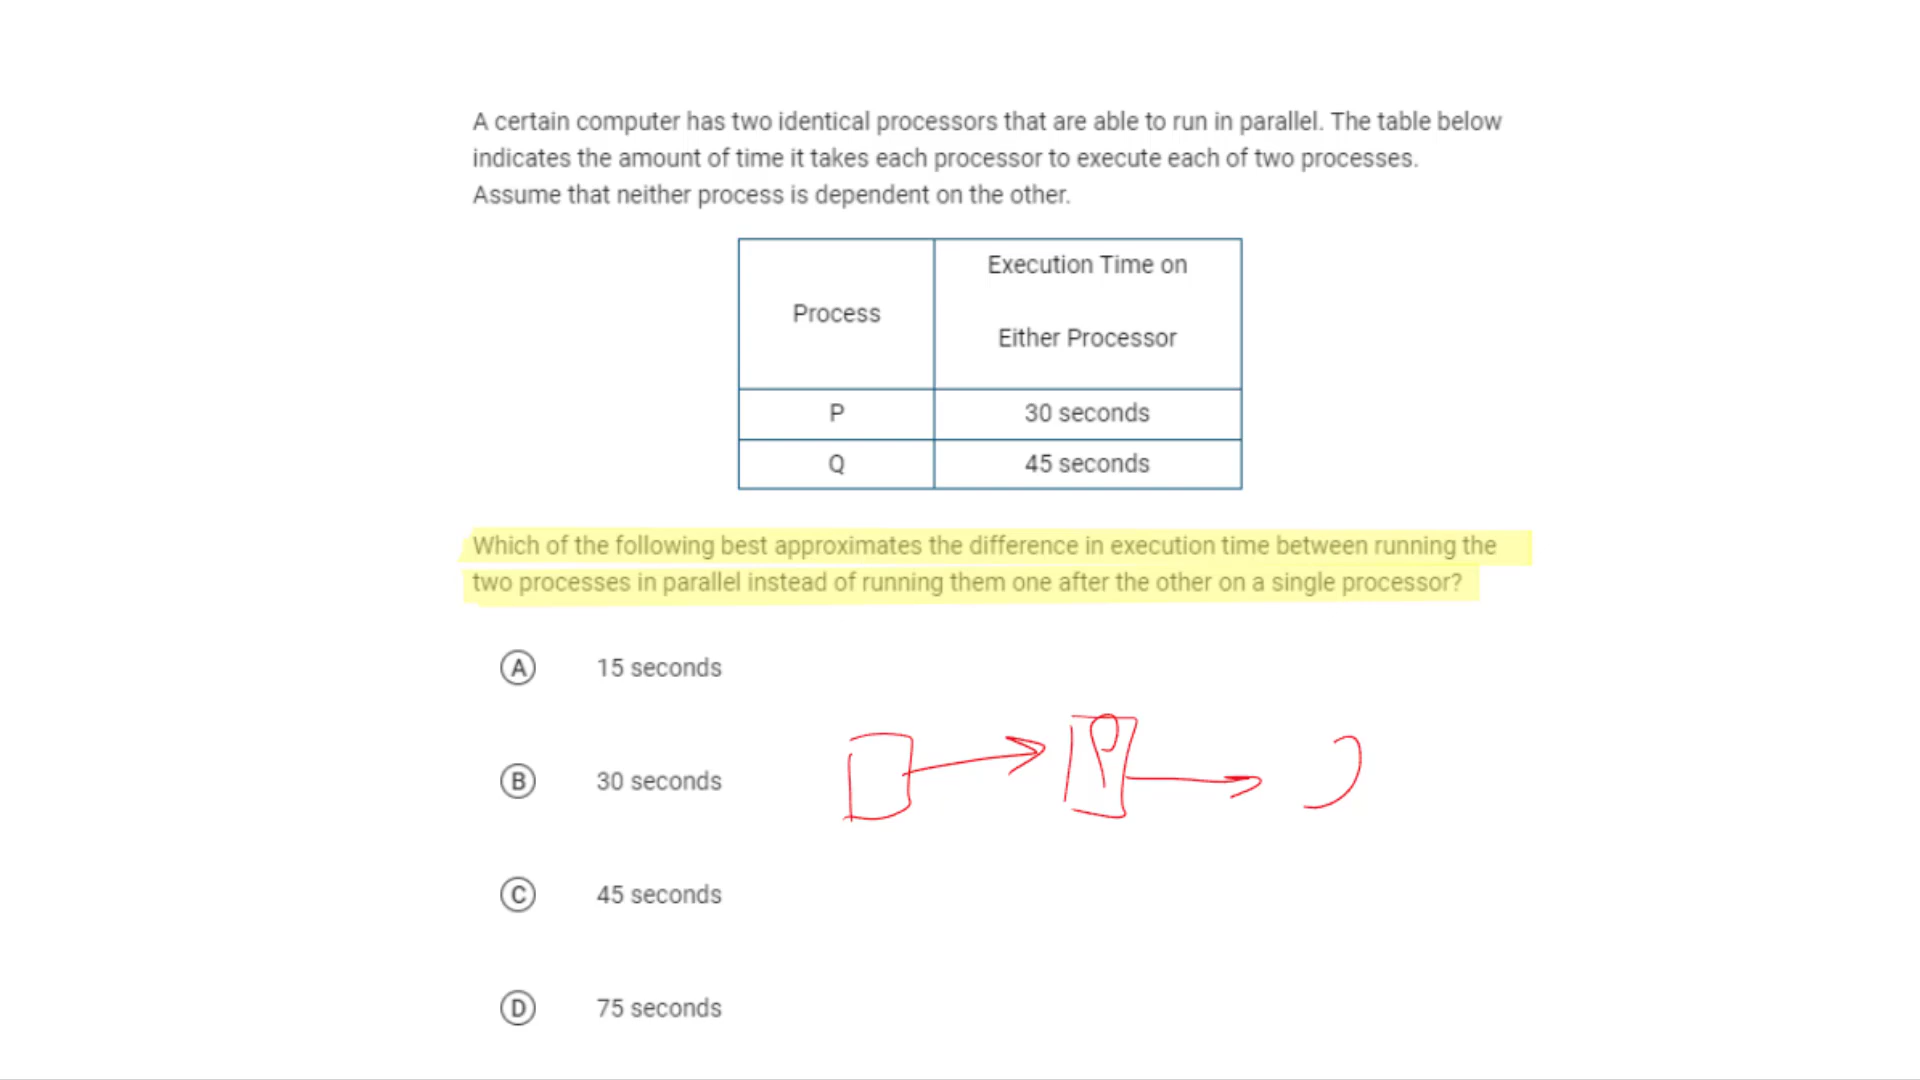 A certain computer has two identical processors that are able to run in parallel. The table below
indicates the amount of time it takes each processor to execute each of two processes.
Assume that neither process is dependent on the other.
Process
Execution Time on
Either Processor
P
30 seconds
Q
45 seconds
Which of the following best approximates the difference in execution time between running the
two processes in parallel instead of running them one after the other on a single processor?
A 15 seconds
B 30 seconds
P
C 45 seconds
D 75 seconds